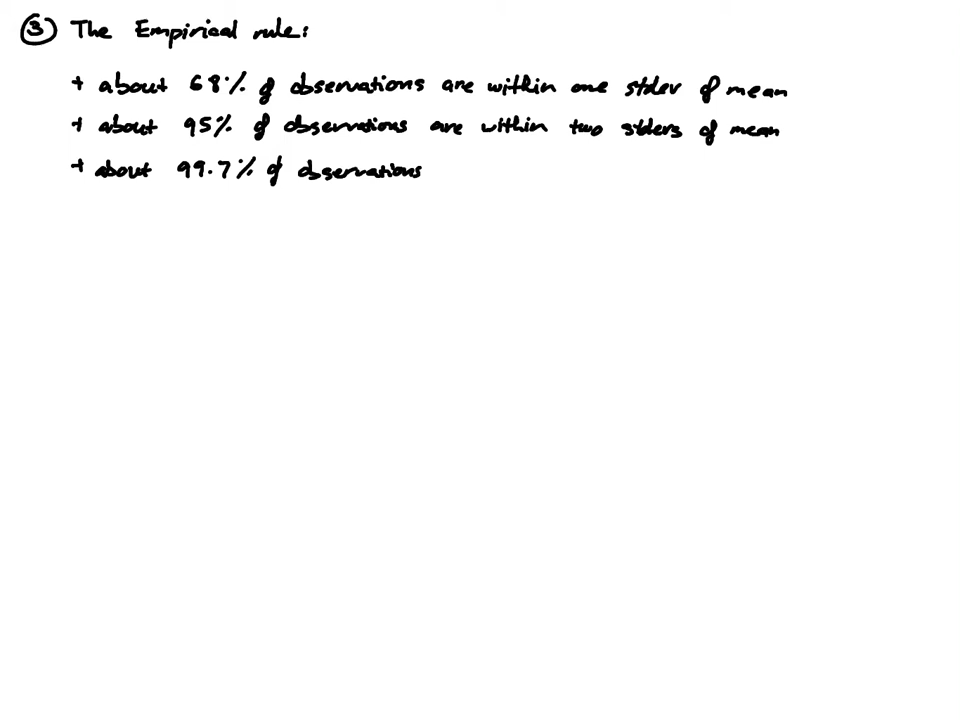 ③ The Empirical rule:
+ about 68% of observations are within one stdev of mean
+ about 95% of observations are within two stdevs of mean
+ about 99.7% of observations